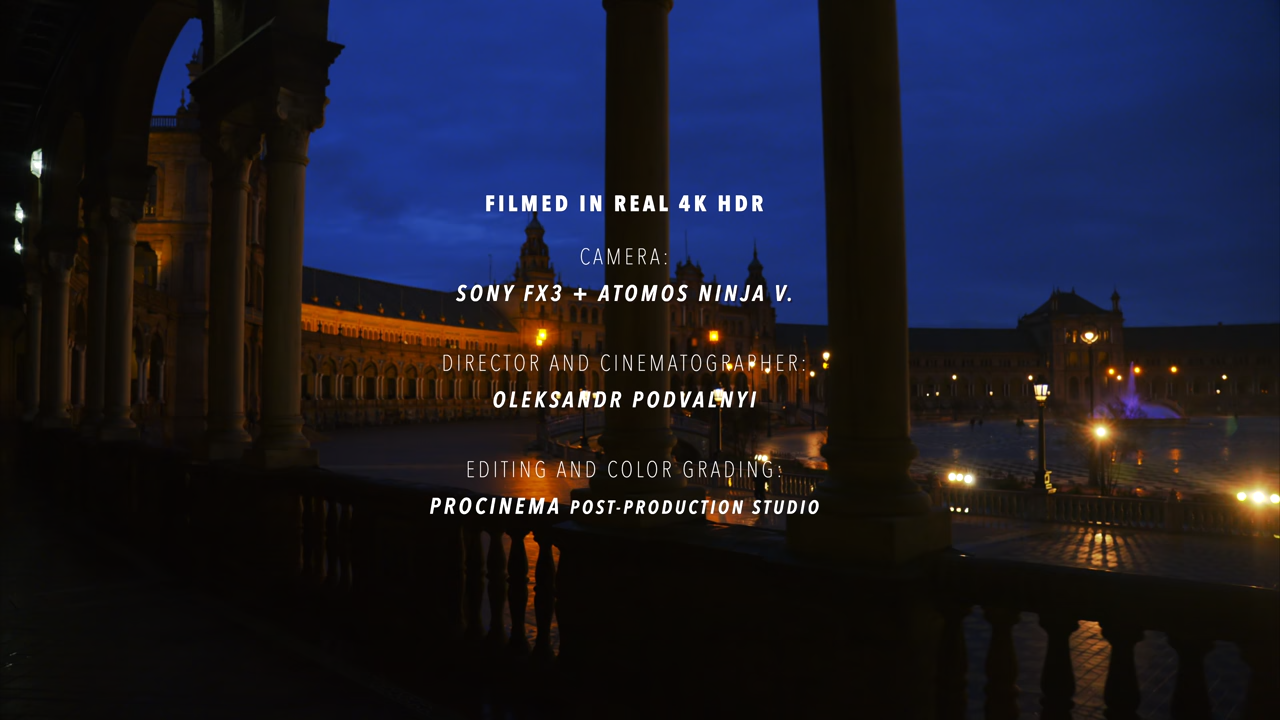 FILMED IN REAL 4K HDR
CAMERA:
SONY FX3 + ATOMOS NINJA V.
DIRECTOR AND CINEMATOGRAPHER:
OLEKSANDR PODVALNYI
EDITING AND COLOR GRADING:
PROCINEMA POST-PRODUCTION STUDIO